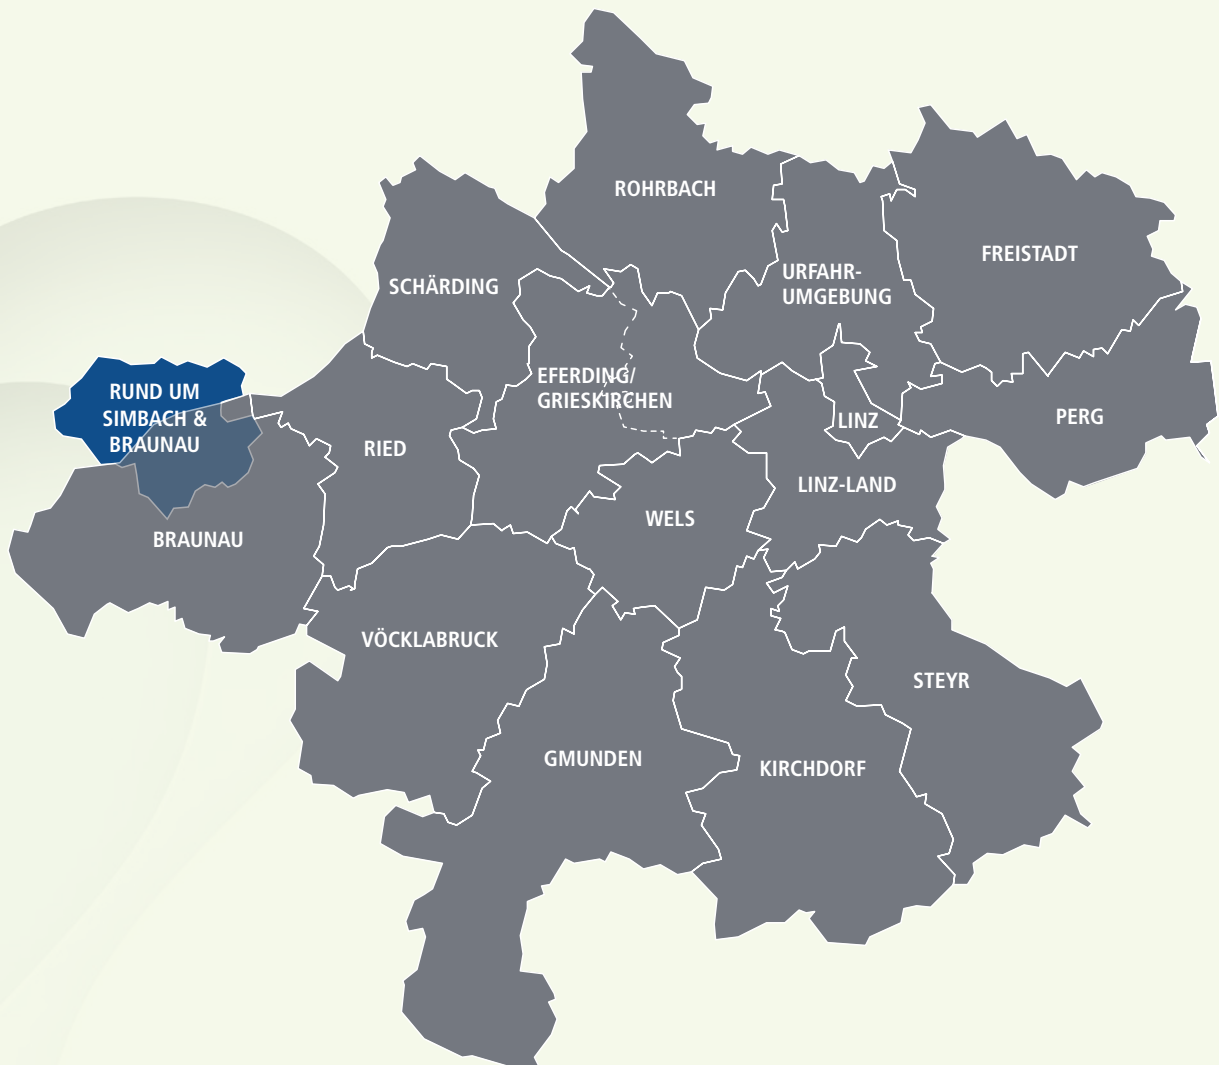 ROHRBACH
FREISTADT
URFAHR-
UMGEBUNG
SCHÄRDING
EFERDING/
GRIESKIRCHEN
RUND UM
SIMBACH &
BRAUNAU
LINZ
PERG
RIED
LINZ-LAND
WELS
BRAUNAU
VÖCKLABRUCK
STEYR
GMUNDEN
KIRCHDORF